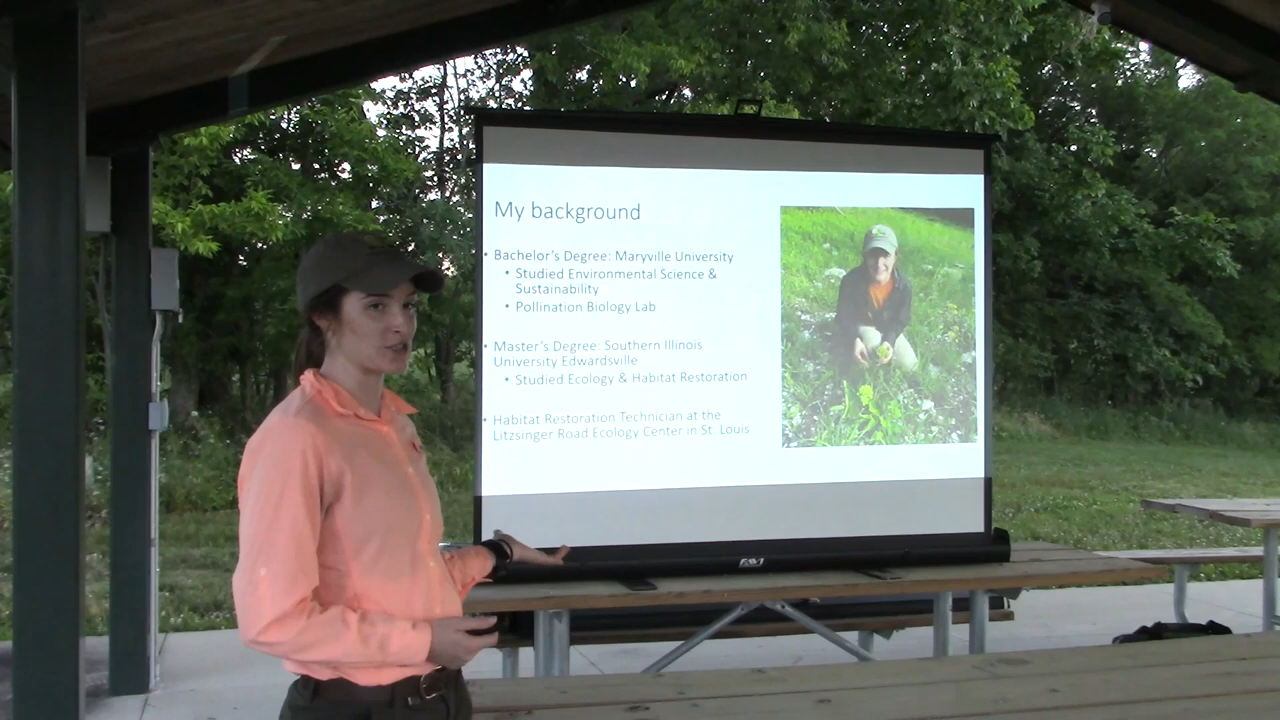 My background
• Bachelor's Degree: Maryville University
• Studied Environmental Science &
Sustainability
• Pollination Biology Lab
• Master's Degree: Southern Illinois
University Edwardsville
• Studied Ecology & Habitat Restoration
• Habitat Restoration Technician at the
Litzsinger Road Ecology Center in St. Louis